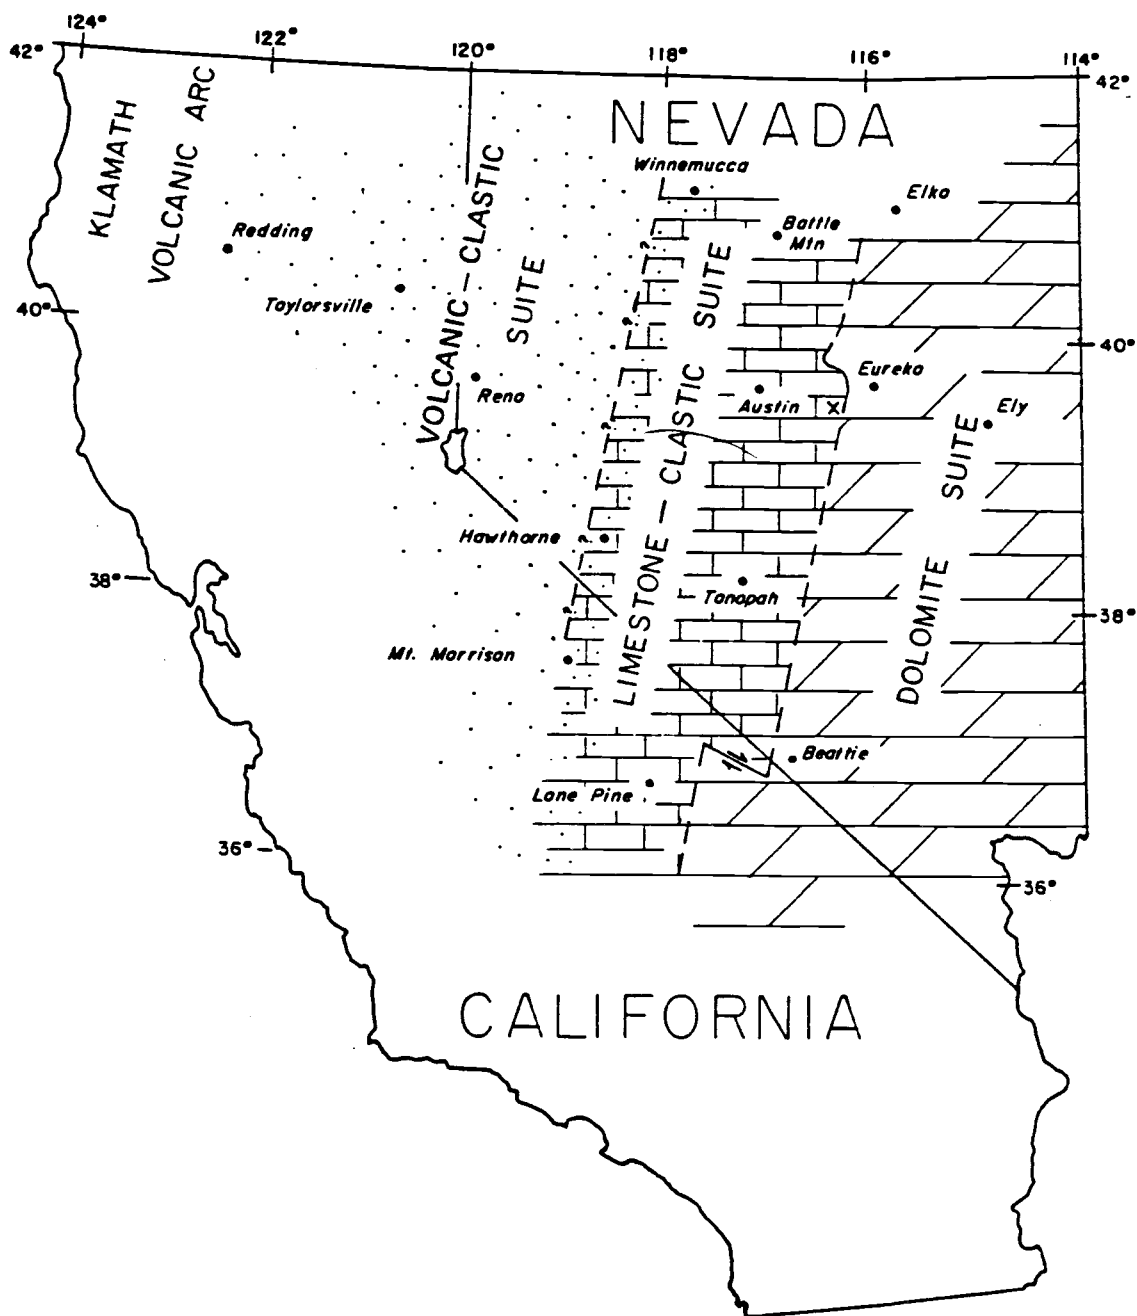 124°
122°
120°
118°
116°
114°
42°
42°
NEVADA
KLAMATH
VOLCANIC ARC
VOLCANIC – CLASTIC
SUITE
LIMESTONE – CLASTIC SUITE
DOLOMITE SUITE
Winnemucca
Elko
Battle
Mtn
Redding
Taylorsville
40°
40°
Reno
Eureka
Austin
X
Ely
Hawthorne
38°
38°
Tonopah
Mt. Morrison
Beattie
Lone Pine
36°
36°
?
?
?
?
?
CALIFORNIA